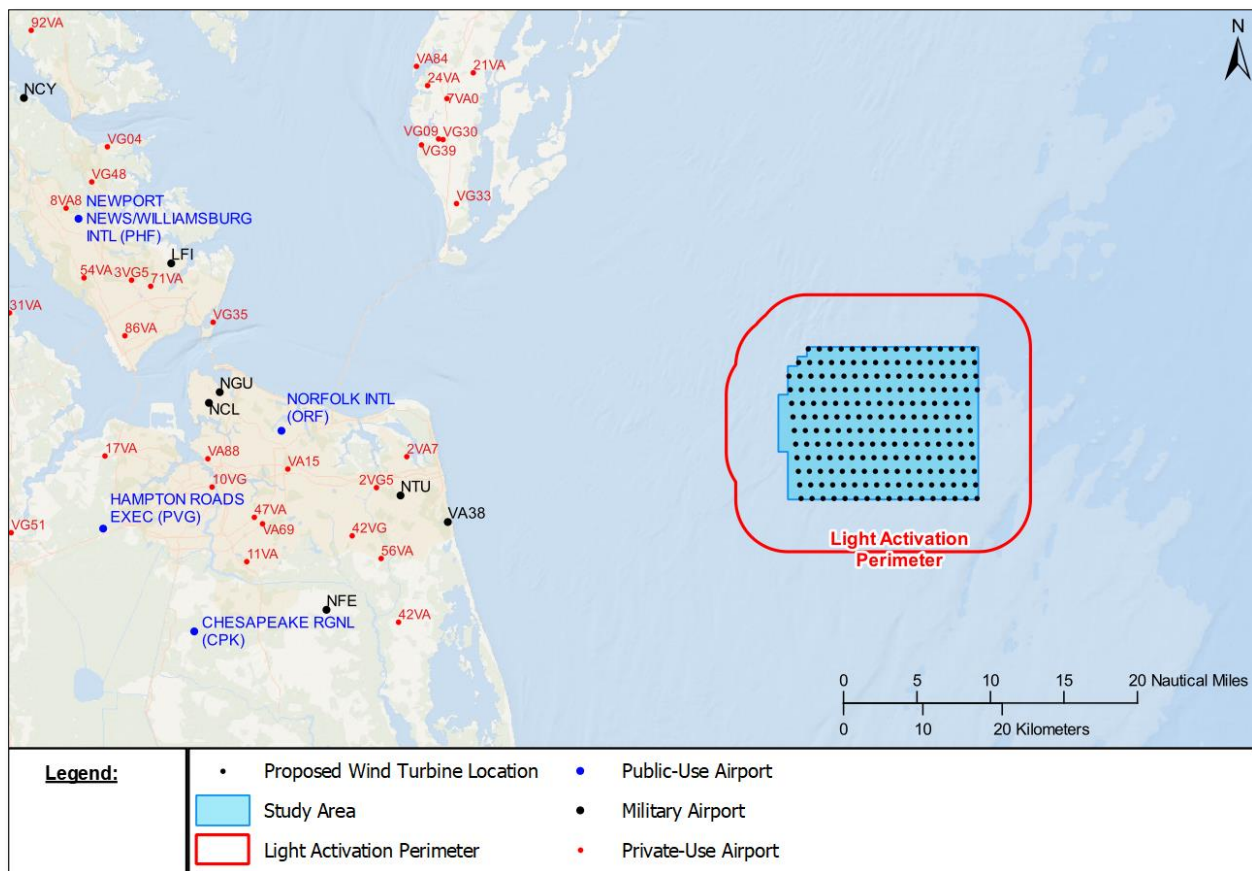 92VA
N
VA84
21VA
24VA
7VA0
NCY
VG04
VG09
VG30
VG39
VG48
8VA8
NEWPORT
NEWS/WILLIAMSBURG
INTL (PHF)
VG33
LFI
54VA
3VG5
71VA
31VA
VG35
86VA
NGU
NCL
NORFOLK INTL
(ORF)
17VA
VA88
VA15
2VA7
10VG
2VG5
NTU
HAMPTON ROADS
EXEC (PVG)
47VA
VA69
VA38
VG51
42VG
11VA
56VA
Light Activation
Perimeter
NFE
CHESAPEAKE RGNL
(CPK)
42VA
0 5 10 15 20 Nautical Miles
0 10 20 Kilometers
Legend:
Proposed Wind Turbine Location
Public-Use Airport
Study Area
Military Airport
Light Activation Perimeter
Private-Use Airport